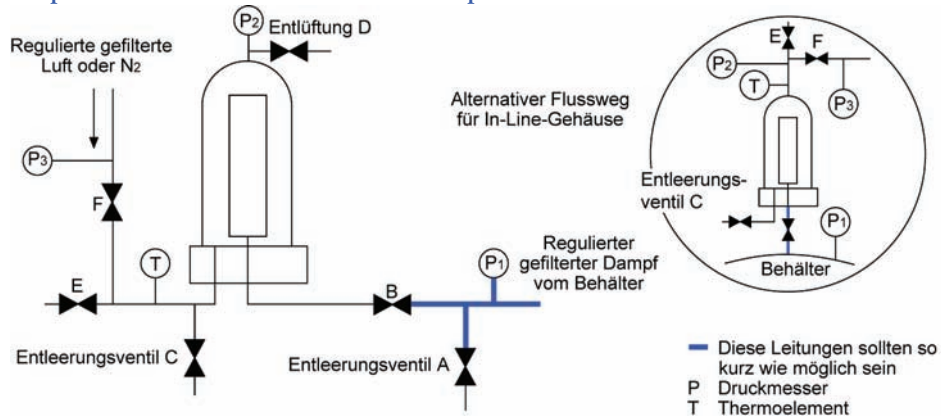 P2
Entlüftung D
Regulierte gefilterte
Luft oder N2
P3
F
T
E
Entleerungsventil C
B
P1
Regulierter
gefilterter Dampf
vom Behälter
Entleerungsventil A
Alternativer Flussweg
für In-Line-Gehäuse
E
F
P2
T
P3
Entleerungs-
ventil C
P1
Behälter
Diese Leitungen sollten so
kurz wie möglich sein
P Druckmesser
T Thermoelement